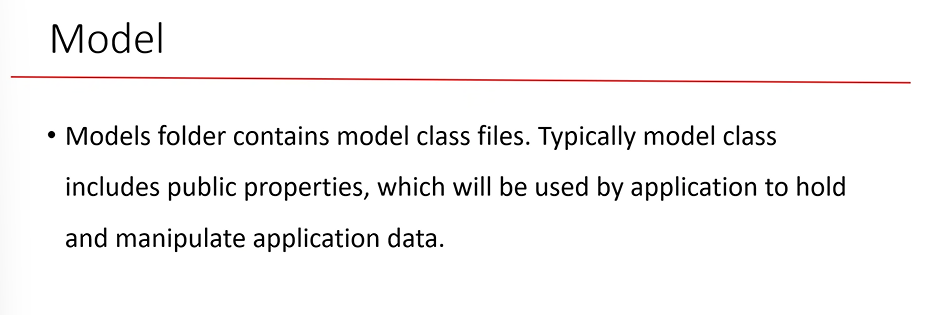 Model
• Models folder contains model class files. Typically model class
includes public properties, which will be used by application to hold
and manipulate application data.